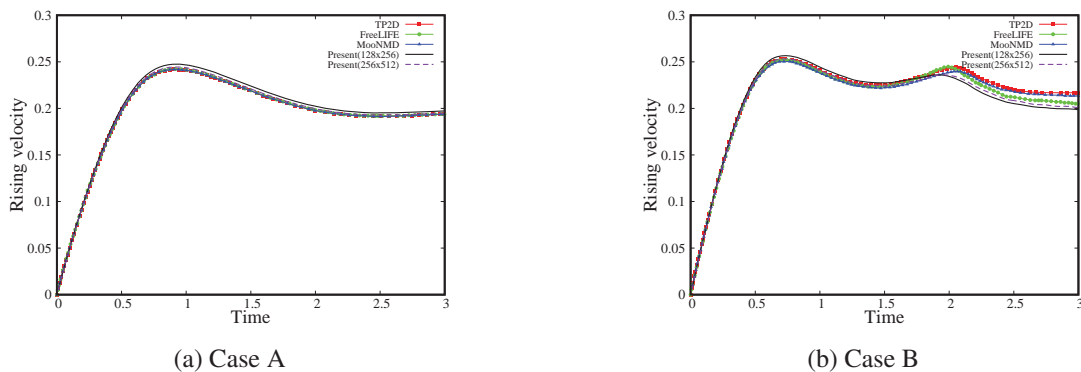 0.3
0.25
0.2
0.15
0.1
0.05
0
Rising velocity
TP2D
FreeLIFE
MooNMD
Present(128x256)
Present(256x512)
0 0.5 1 1.5 2 2.5 3
Time
(a) Case A
0.3
0.25
0.2
0.15
0.1
0.05
0
Rising velocity
TP2D
FreeLIFE
MooNMD
Present(128x256)
Present(256x512)
0 0.5 1 1.5 2 2.5 3
Time
(b) Case B